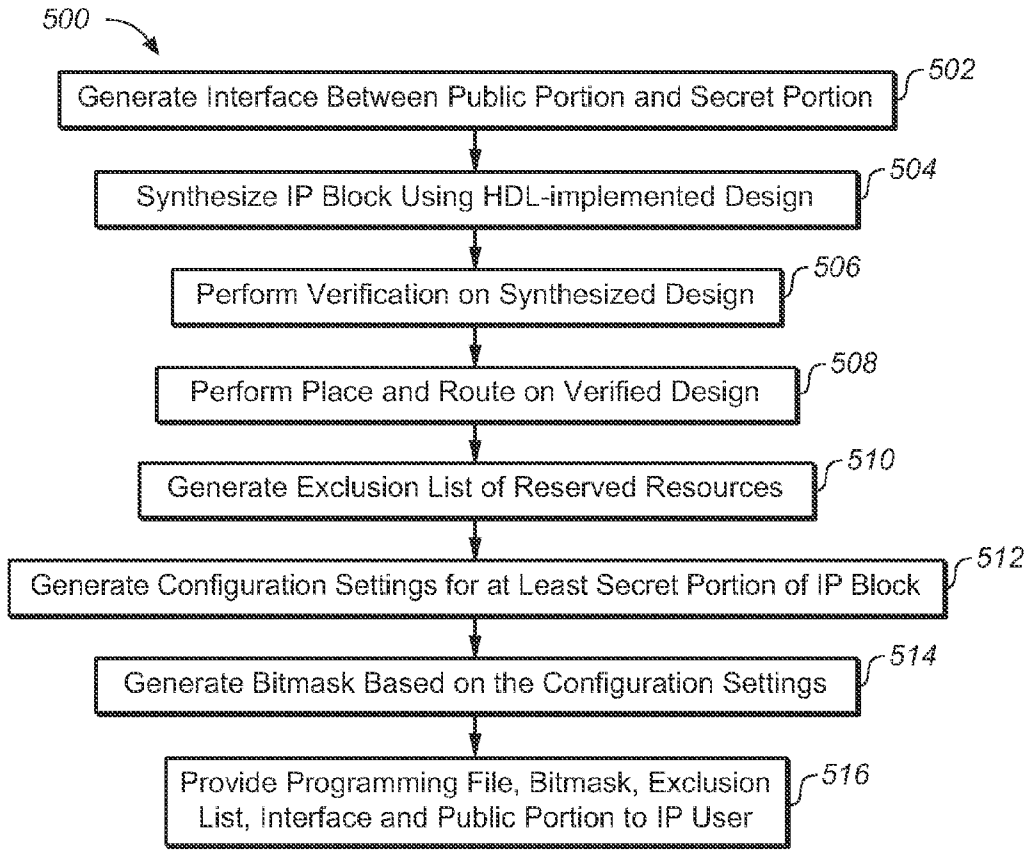 500
502
Generate Interface Between Public Portion and Secret Portion
504
Synthesize IP Block Using HDL-implemented Design
506
Perform Verification on Synthesized Design
508
Perform Place and Route on Verified Design
510
Generate Exclusion List of Reserved Resources
512
Generate Configuration Settings for at Least Secret Portion of IP Block
514
Generate Bitmask Based on the Configuration Settings
516
Provide Programming File, Bitmask, Exclusion
List, Interface and Public Portion to IP User